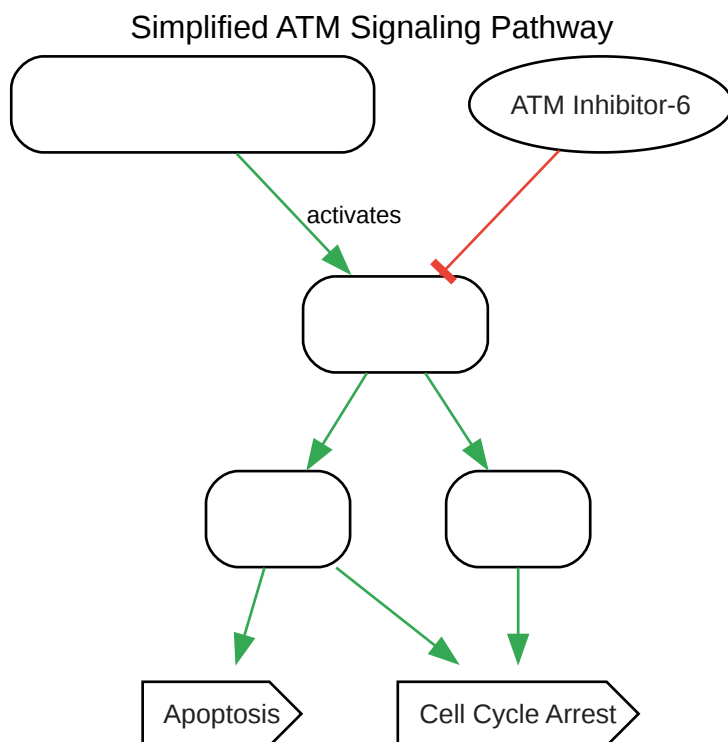 Simplified ATM Signaling Pathway
ATM Inhibitor-6
activates
Apoptosis
Cell Cycle Arrest